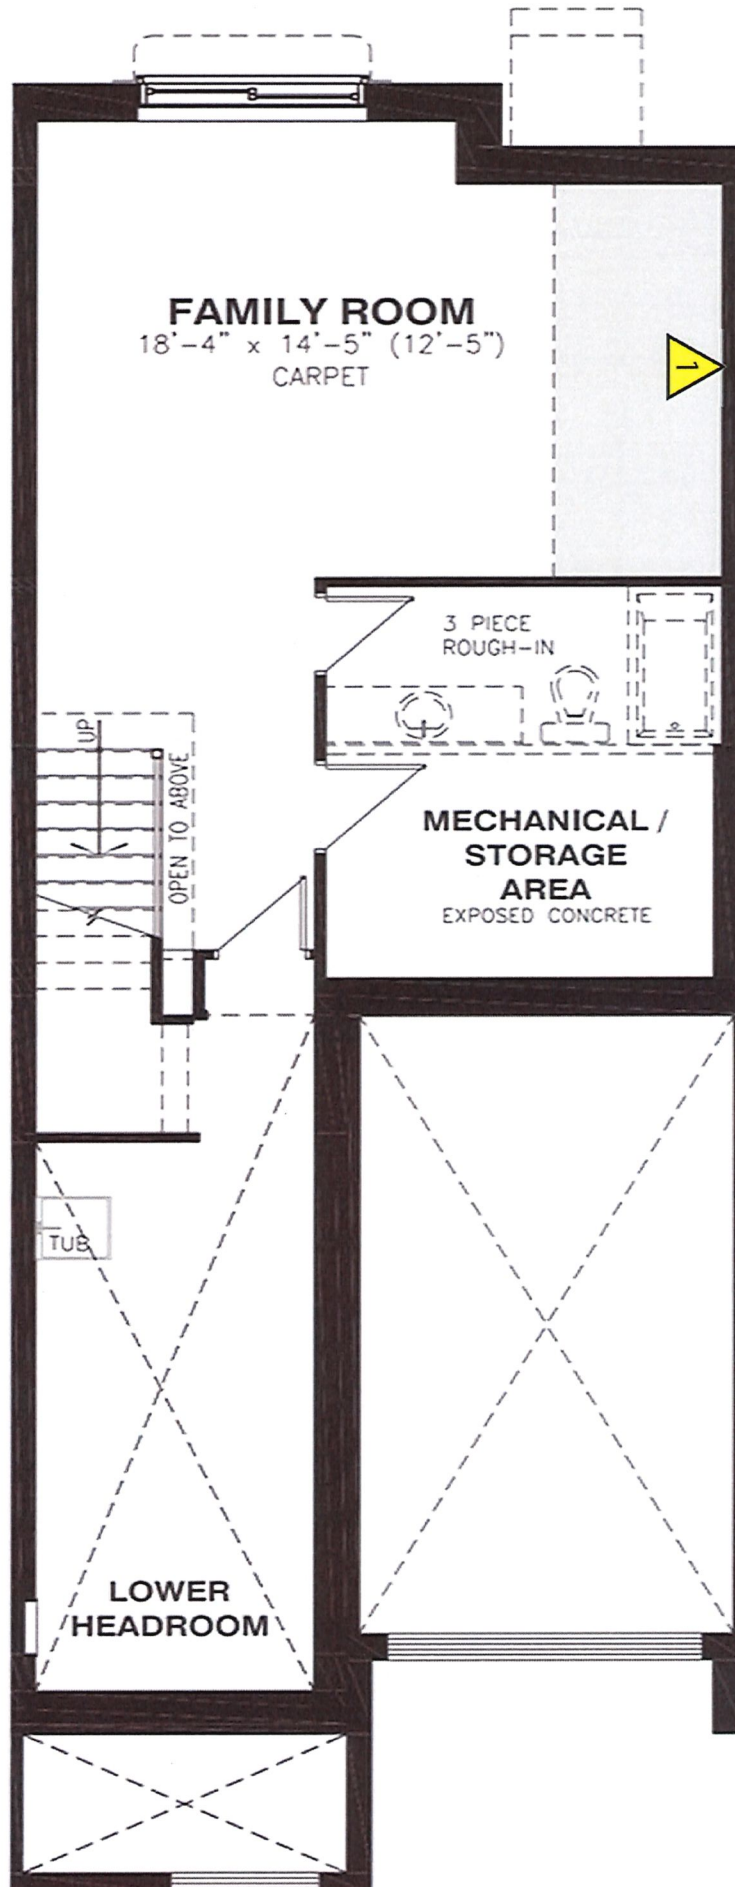 FAMILY ROOM
18'-4" x 14'-5" (12'-5")
CARPET
1
3 PIECE
ROUGH-IN
UP
OPEN TO ABOVE
MECHANICAL /
STORAGE
AREA
EXPOSED CONCRETE
TUB
LOWER
HEADROOM